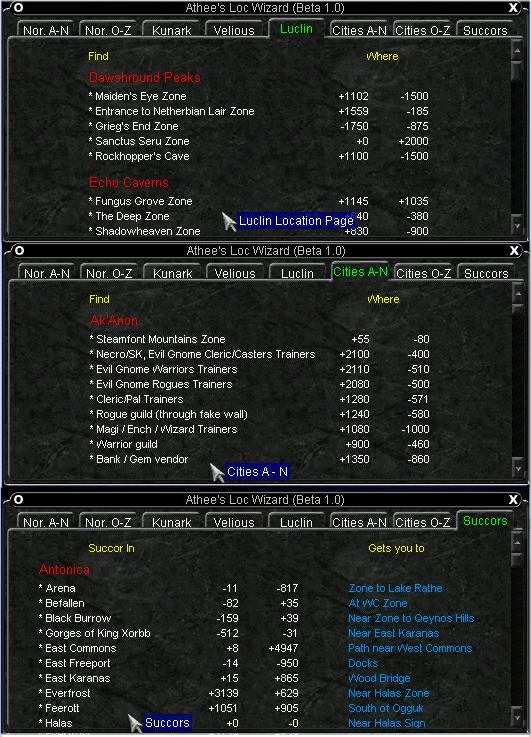 O Athee's Loc Wizard (Beta 1.0) X
Nor. A-N Nor. O-Z Kunark Velious Luclin Cities A-N Cities O-Z Succors
Find Where
Dawshround Peaks
* Maiden's Eye Zone +1102 -1500
* Entrance to Netherbian Lair Zone +1559 -185
* Grieg's End Zone -1750 -875
* Sanctus Seru Zone +0 +2000
* Rockhopper's Cave +1100 -1500
Echo Caverns
* Fungus Grove Zone +1145 +1035
* The Deep Zone 40 -380
Luclin Location Page
* Shadowheaven Zone +830 -900
O Athee's Loc Wizard (Beta 1.0) X
Nor. A-N Nor. O-Z Kunark Velious Luclin Cities A-N Cities O-Z Succors
Find Where
Ak'Anon
* Steamfont Mountains Zone +55 -80
* Necro/SK, Evil Gnome Cleric/Casters Trainers +2100 -400
* Evil Gnome Warriors Trainers +2110 -510
* Evil Gnome Rogues Trainers +2080 -500
* Cleric/Pal Trainers +1280 -571
* Rogue guild (through fake wall) +1240 -580
* Magi / Ench / Wizard Trainers +1080 -1000
* Warrior guild +900 -460
* Bank / Gem vendor +1350 -860
Cities A - N
O Athee's Loc Wizard (Beta 1.0) X
Nor. A-N Nor. O-Z Kunark Velious Luclin Cities A-N Cities O-Z Succors
Succor In Gets you to
Antonica
* Arena -11 -817 Zone to Lake Rathe
* Befallen -82 +35 At WC Zone
* Black Burrow -159 +39 Near Zone to Qeynos Hills
* Gorges of King Xorbb -512 -31 Near East Karanas
* East Commons +8 +4947 Path near West Commons
* East Freeport -14 -950 Docks
* East Karanas +15 +865 Wood Bridge
* Everfrost +3139 +629 Near Halas Zone
* Feerott +1051 +905 South of Ogguk
* Halas +0 -0 Near Halas Sign
Succors